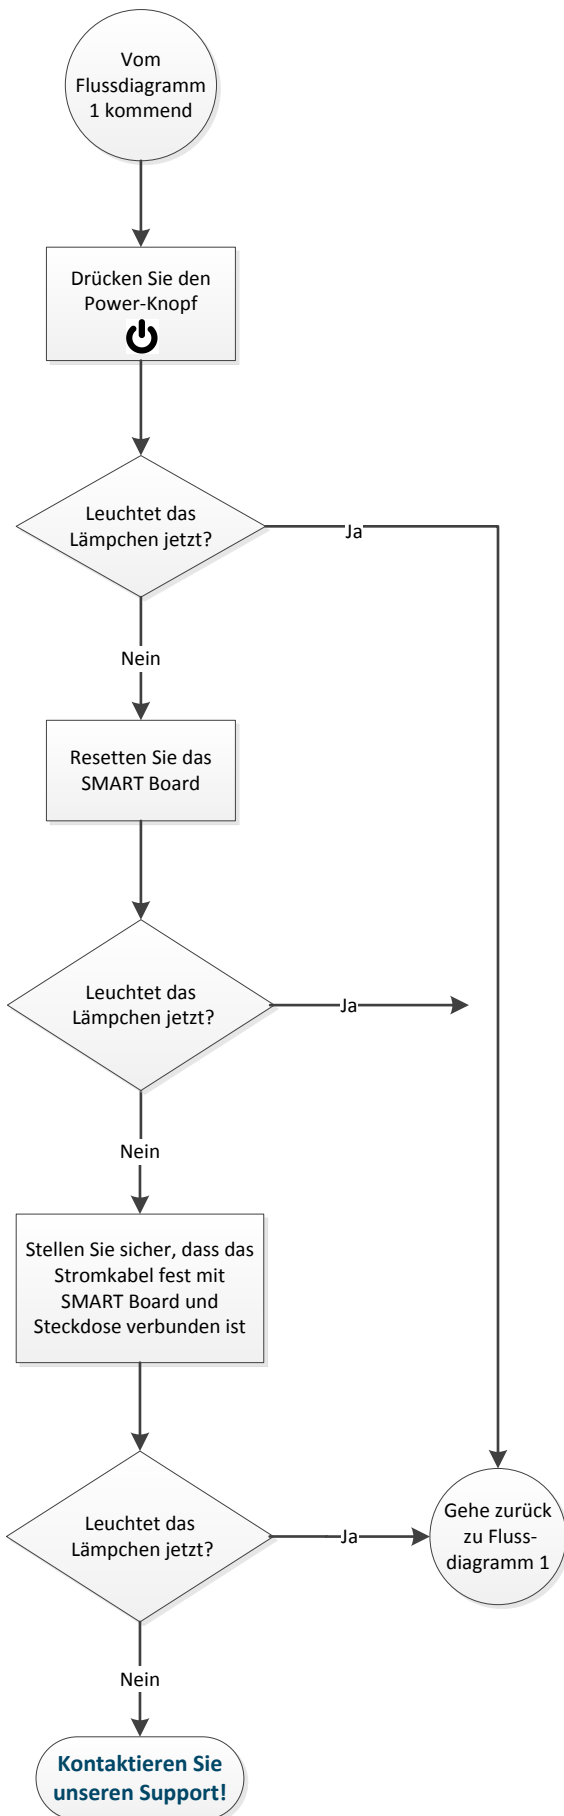 Vom
Flussdiagramm
1 kommend
Drücken Sie den
Power-Knopf
Leuchtet das
Lämpchen jetzt?
Ja
Nein
Resetten Sie das
SMART Board
Leuchtet das
Lämpchen jetzt?
Ja
Nein
Stellen Sie sicher, dass das
Stromkabel fest mit
SMART Board und
Steckdose verbunden ist
Leuchtet das
Lämpchen jetzt?
Ja
Gehe zurück
zu Fluss-
diagramm 1
Nein
Kontaktieren Sie
unseren Support!